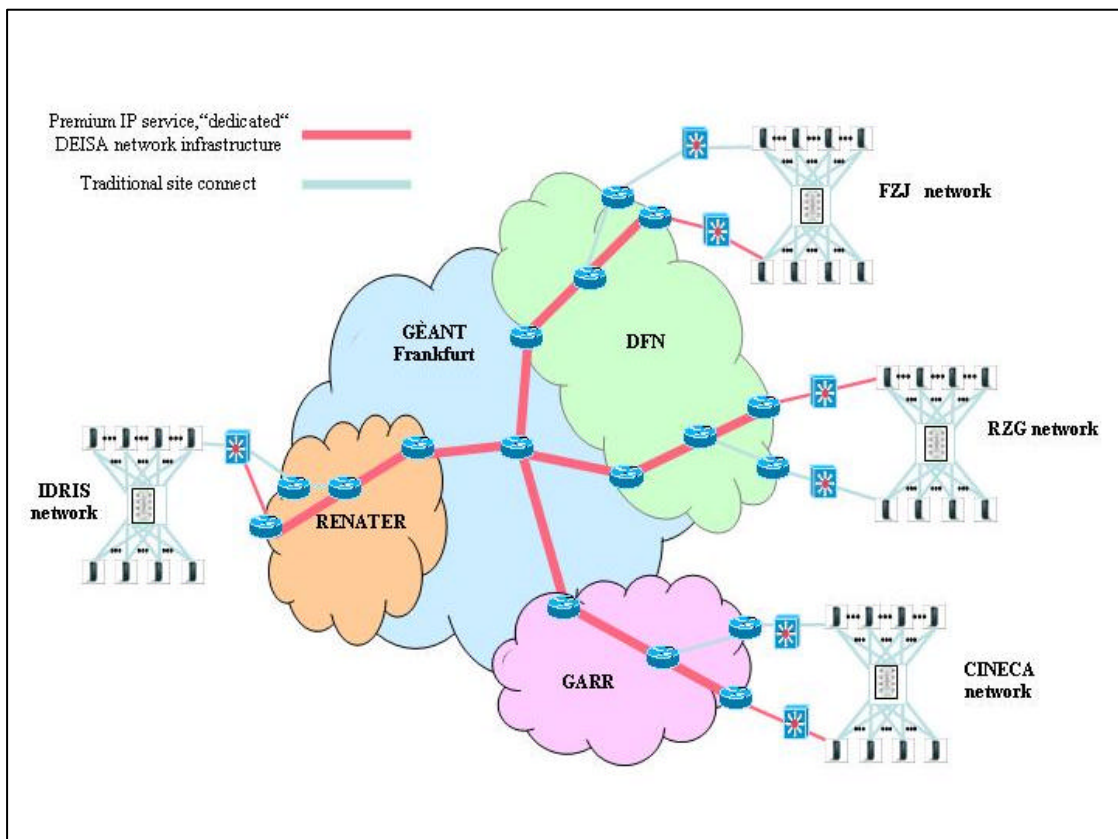 Premium IP service,“dedicated“
DEISA network infrastructure
Traditional site connect
FZJ network
GÈANT
Frankfurt
DFN
RZG network
IDRIS
network
RENATER
GARR
CINECA
network